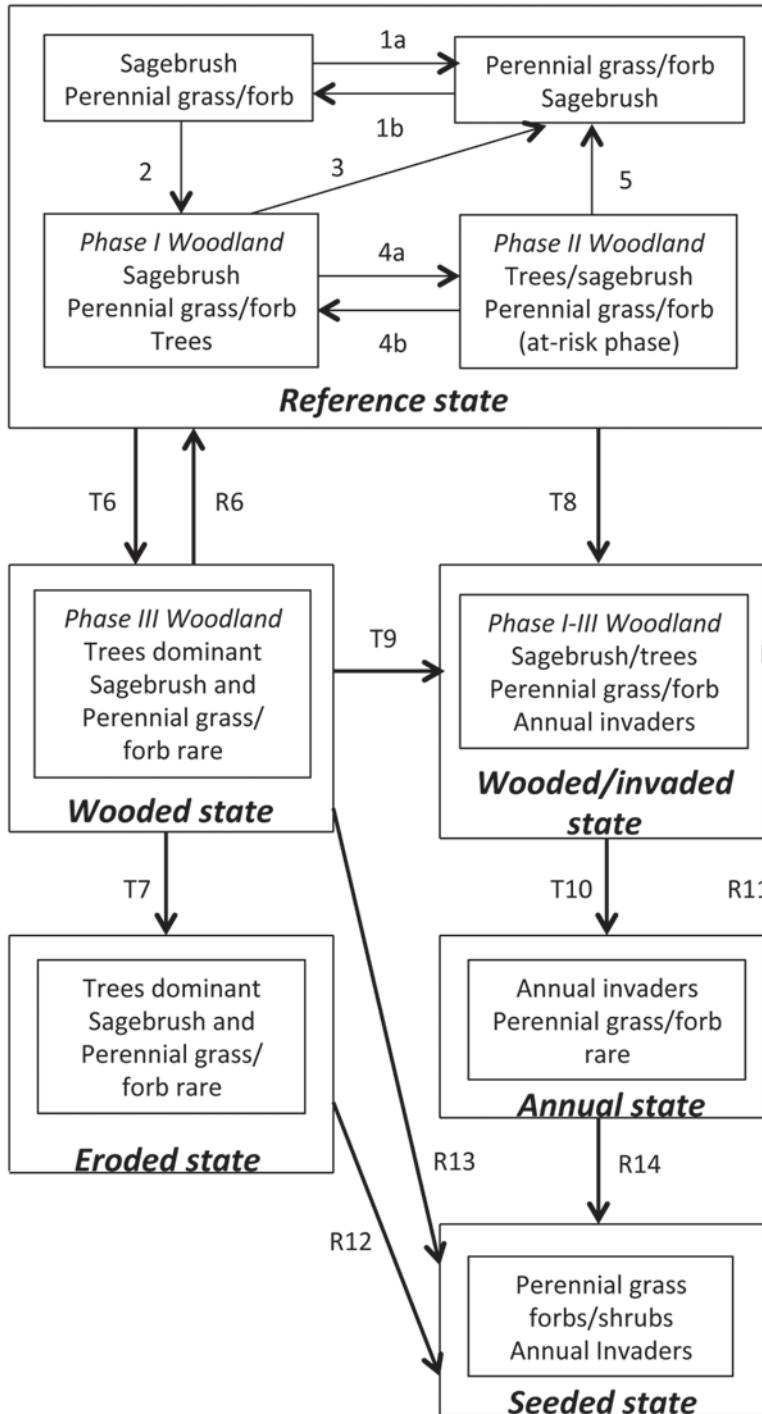 1a
Sagebrush
Perennial grass/forb
Perennial grass/forb
Sagebrush
1b
2
3
5
Phase I Woodland
Sagebrush
Perennial grass/forb
Trees
4a
4b
Phase II Woodland
Trees/sagebrush
Perennial grass/forb
(at-risk phase)
Reference state
T6
R6
T8
Phase III Woodland
Trees dominant
Sagebrush and
Perennial grass/
forb rare
Wooded state
T9
Phase I-III Woodland
Sagebrush/trees
Perennial grass/forb
Annual invaders
Wooded/invaded
state
T7
T10
R11
Trees dominant
Sagebrush and
Perennial grass/
forb rare
Eroded state
Annual invaders
Perennial grass/forb
rare
Annual state
R13
R14
R12
Perennial grass
forbs/shrubs
Annual Invaders
Seeded state